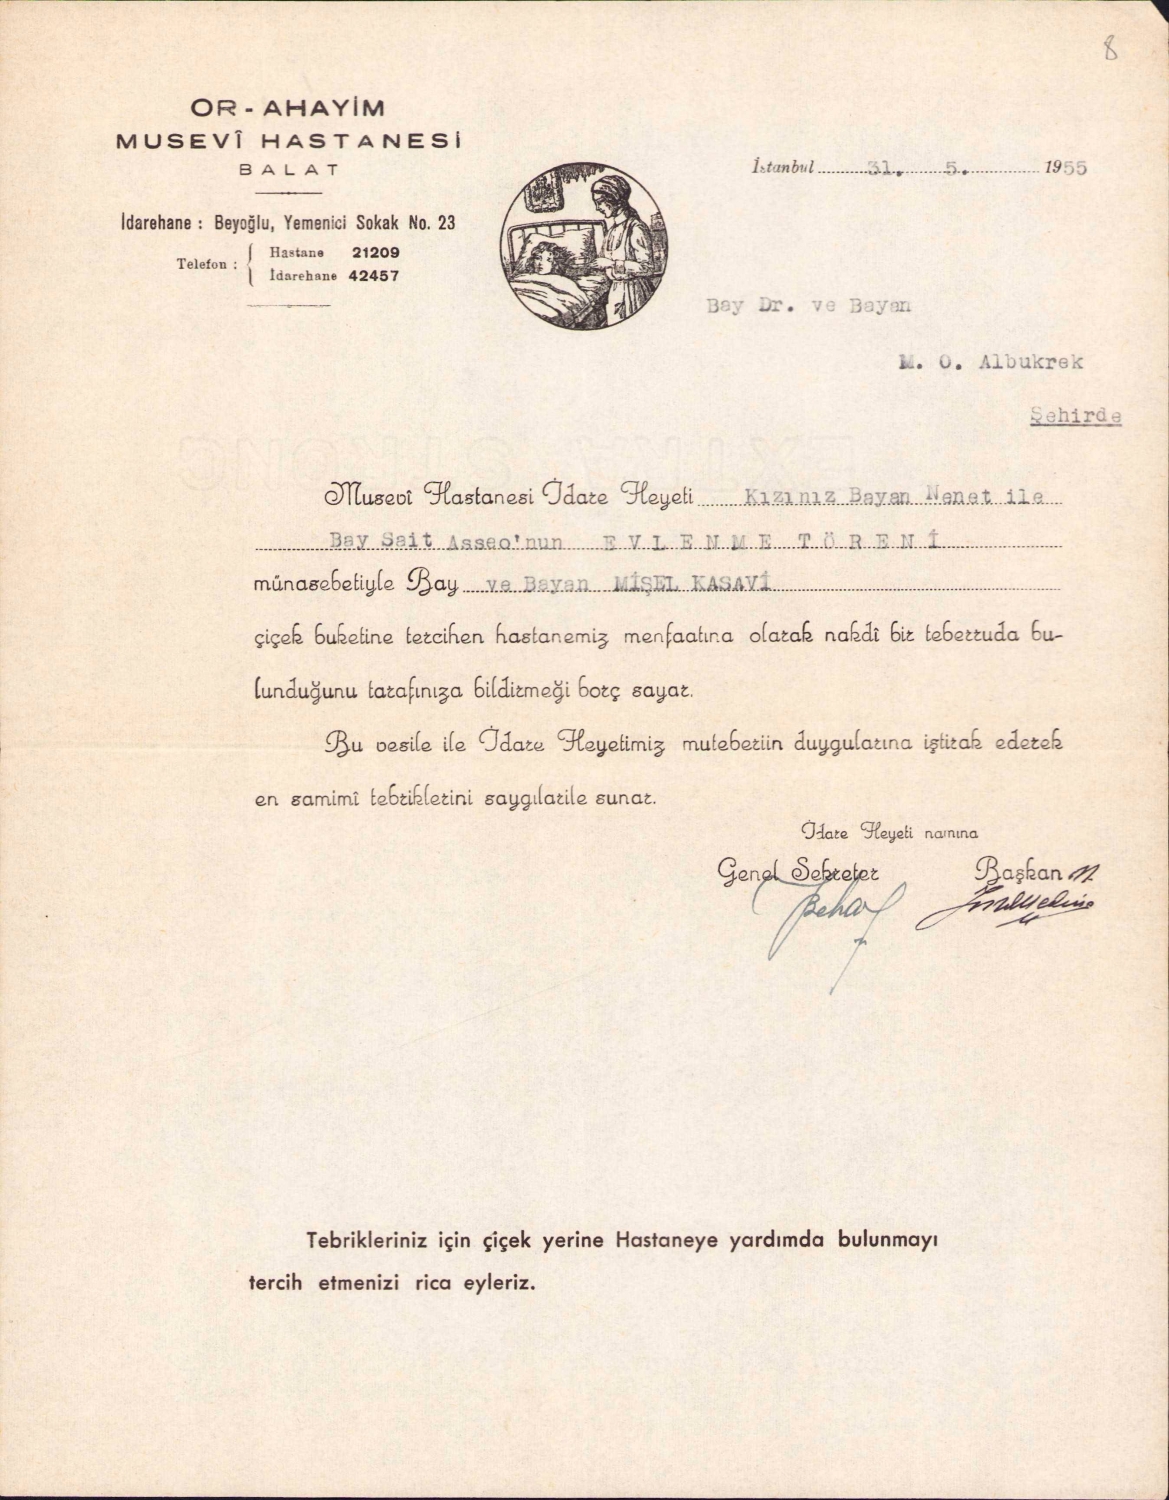 8
OR - AHAYİM
MUSEVÎ HASTANESİ
BALAT
İdarehane : Beyoğlu, Yemenici Sokak No. 23
Telefon : { Hastane 21209
İdarehane 42457
İstanbul 31. 5. 1955
Bay Dr. ve Bayan
M. O. Albukrek
Şehirde
Musevî Hastanesi İdare Heyeti Kızınız Bayan Nenet ile
Bay Sait Asseo'nun EVLENME TÖRENİ
münasebetiyle Bay ve Bayan MİŞEL KASAVİ
çiçek buketine tercihen hastanemiz menfaatına olarak nakdî bir teberruda bu-
lunduğunu tarafınıza bildirmeği borç sayar.
Bu vesile ile İdare Heyetimiz muteberiin duygularına iştirak ederek
en samimî tebriklerini saygılarile sunar.
İdare Heyeti namına
Genel Sekreter Başkan
Behar
Tebrikleriniz için çiçek yerine Hastaneye yardımda bulunmayı
tercih etmenizi rica eyleriz.